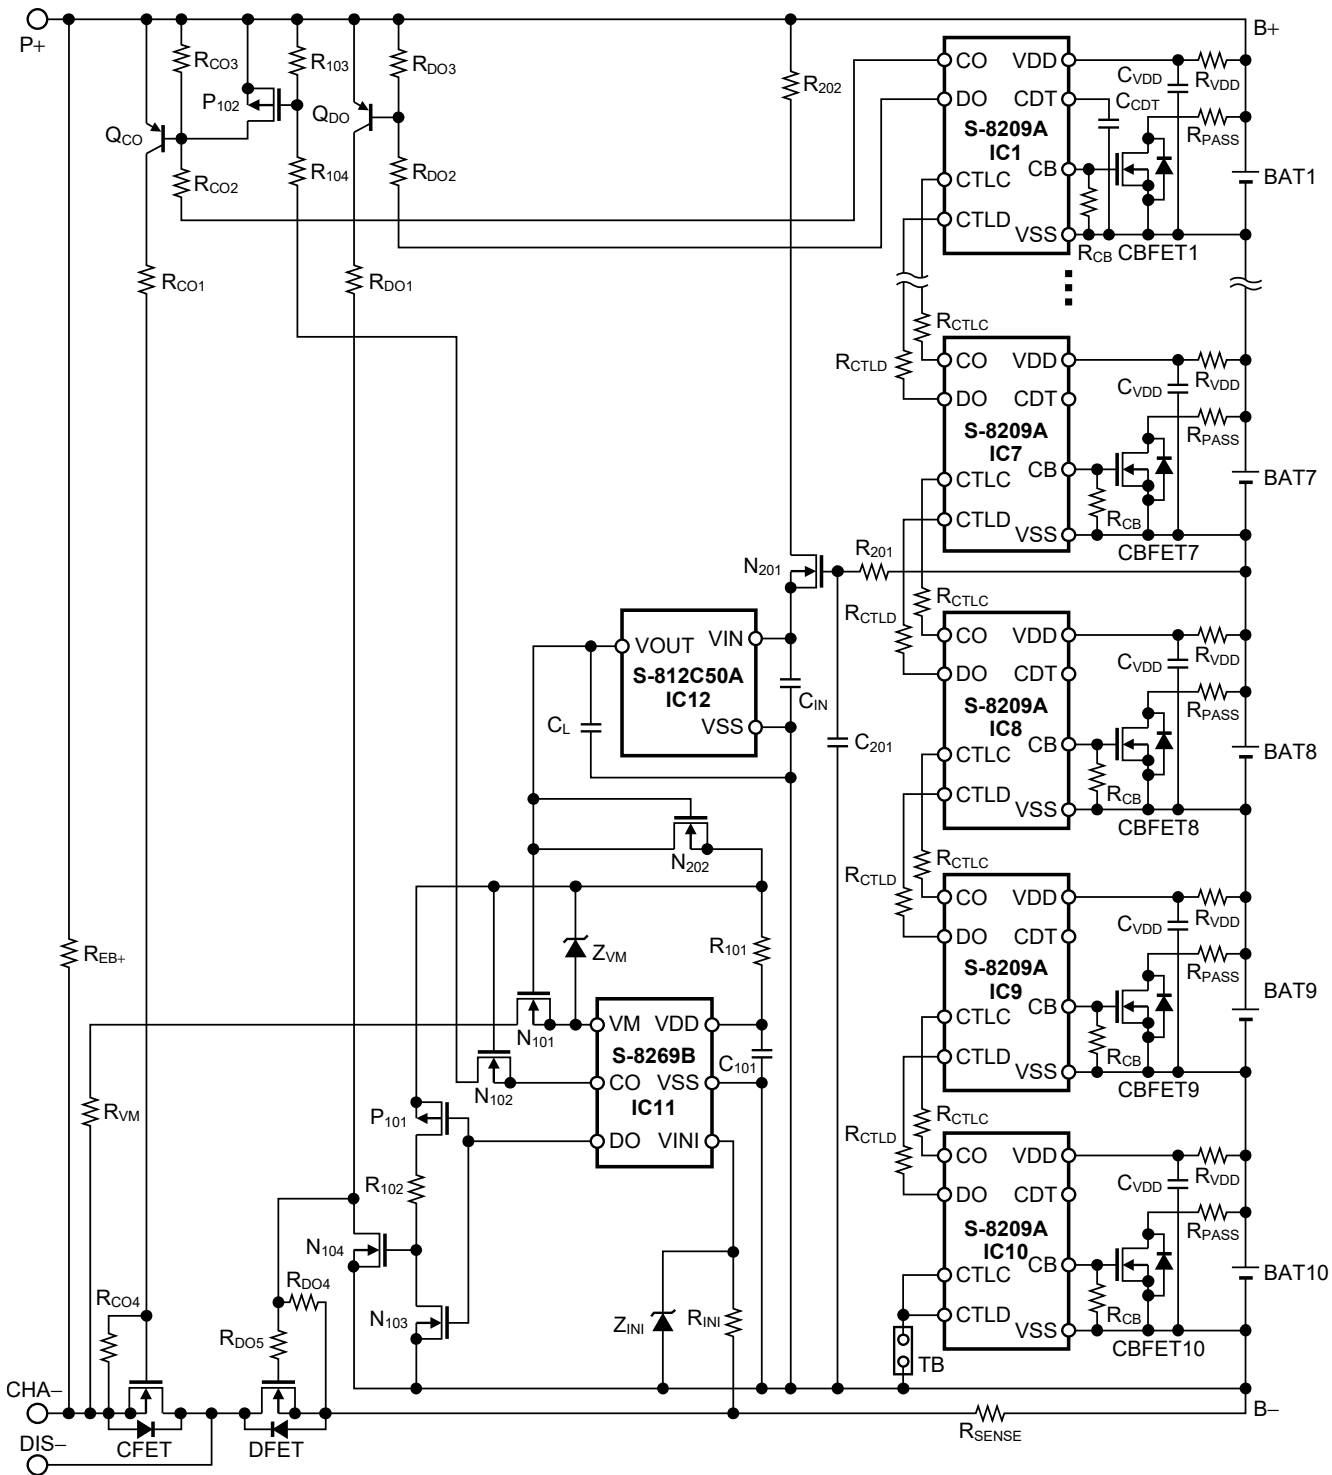 P+
B+
RCO3
R103
RDO3
P102
QDO
QCO
RCO2
R104
RDO2
RCO1
RDO1
R202
CO VDD
DO CDT
S-8209A
IC1
CB
CTLC
CTLD
VSS
CVDD
RVDD
CCDT
RPASS
RCB
CBFET1
BAT1
RCTLC
RCTLD
CO VDD
DO CDT
S-8209A
IC7
CB
CTLC
CTLD
VSS
CVDD
RVDD
RPASS
RCB
CBFET7
BAT7
R201
N201
RCTLC
RCTLD
VOUT VIN
S-812C50A
IC12
VSS
CL
CIN
C201
CO VDD
DO CDT
S-8209A
IC8
CB
CTLC
CTLD
VSS
CVDD
RVDD
RPASS
RCB
CBFET8
BAT8
N202
RCTLC
RCTLD
CO VDD
DO CDT
S-8209A
IC9
CB
CTLC
CTLD
VSS
CVDD
RVDD
RPASS
RCB
CBFET9
BAT9
REB+
ZVM
R101
N101
VM VDD
S-8269B
CO VSS
IC11
DO VINI
C101
N102
RVM
P101
R102
N104
N103
RCTLC
RCTLD
CO VDD
DO CDT
S-8209A
IC10
CB
CTLC
CTLD
VSS
CVDD
RVDD
RPASS
RCB
CBFET10
BAT10
RCO4
RDO4
RDO5
ZINI
RINI
TB
CHA−
DIS−
CFET
DFET
RSENSE
B−